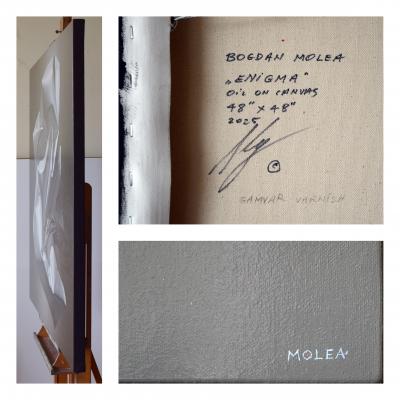 BOGDAN MOLEA
„ENIGMA"
OIL ON CANVAS
48" X 48"
2025
©
GAMVAR VARNISH
MOLEA